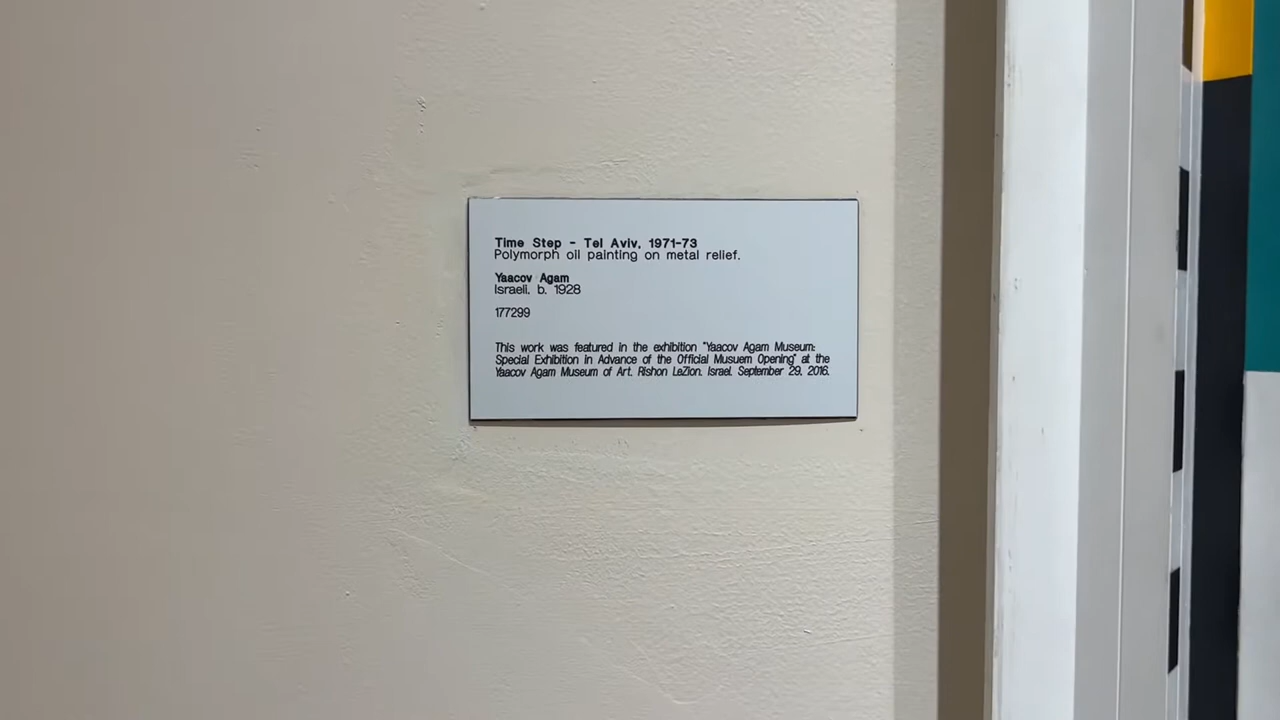 Time Step - Tel Aviv, 1971-73
Polymorph oil painting on metal relief.
Yaacov Agam
Israeli, b. 1928
177299
This work was featured in the exhibition "Yaacov Agam Museum:
Special Exhibition in Advance of the Official Musuem Opening" at the
Yaacov Agam Museum of Art, Rishon LeZion, Israel, September 29, 2016.